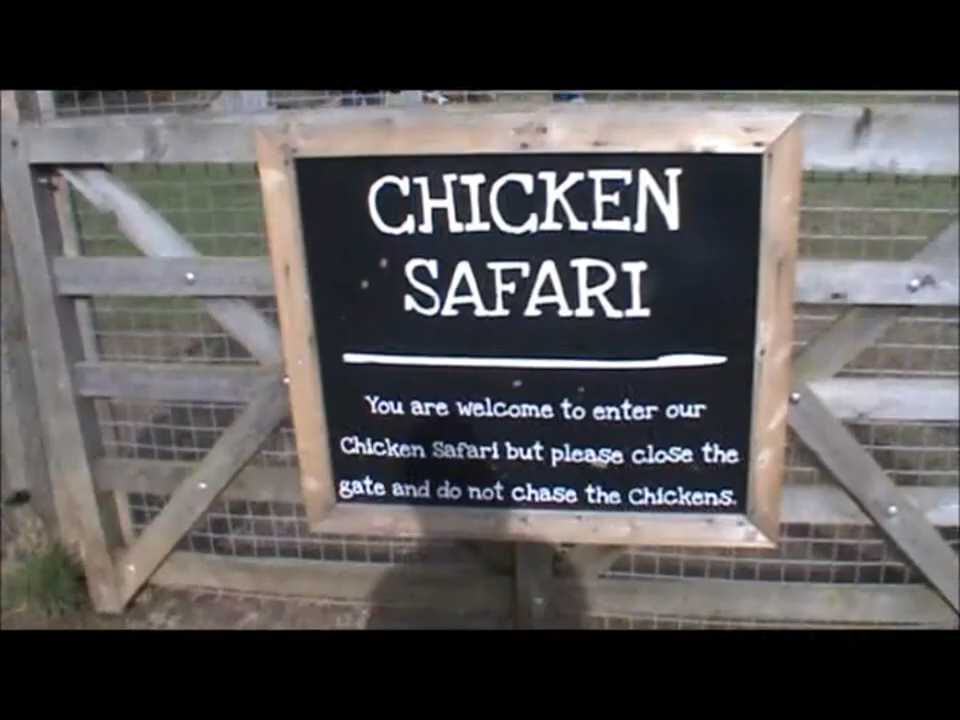 CHICKEN
SAFARI
You are welcome to enter our
Chicken Safari but please close the
gate and do not chase the Chickens.